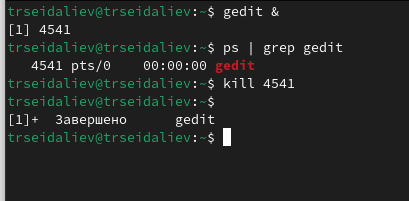 trseidaliev@trseidaliev:~$ gedit &
[1] 4541
trseidaliev@trseidaliev:~$ ps | grep gedit
   4541 pts/0    00:00:00 gedit
trseidaliev@trseidaliev:~$ kill 4541
trseidaliev@trseidaliev:~$
[1]+  Завершено      gedit
trseidaliev@trseidaliev:~$